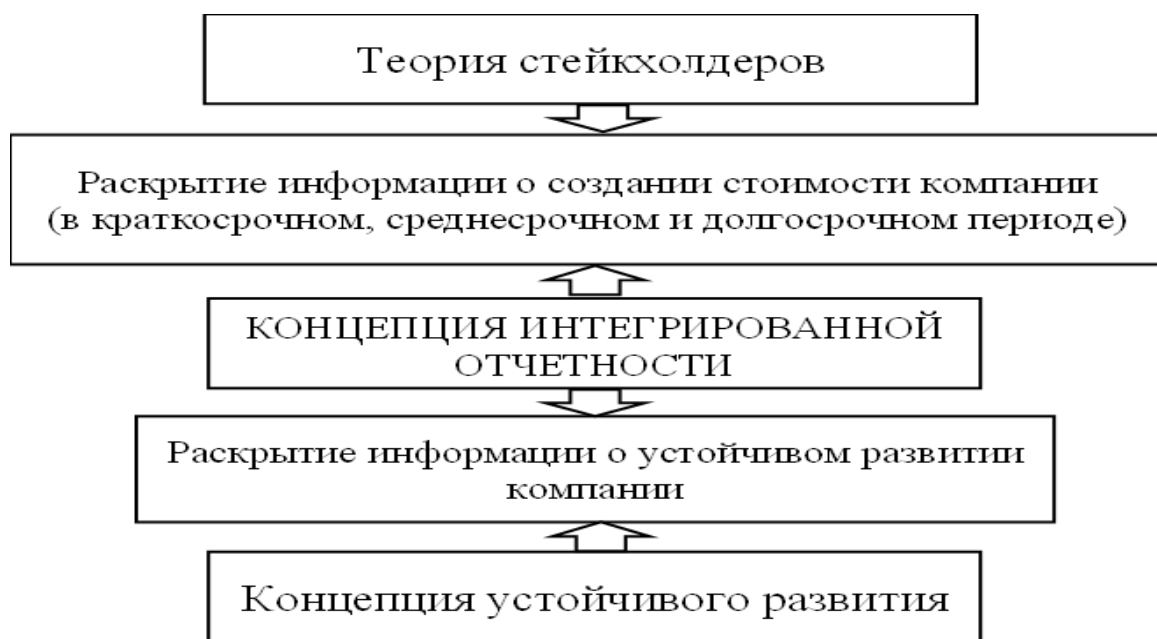 Теория стейкхолдеров
Раскрытие информации о создании стоимости компании
(в краткосрочном, среднесрочном и долгосрочном периоде)
КОНЦЕПЦИЯ ИНТЕГРИРОВАННОЙ
ОТЧЕТНОСТИ
Раскрытие информации о устойчивом развитии
компании
Концепция устойчивого развития